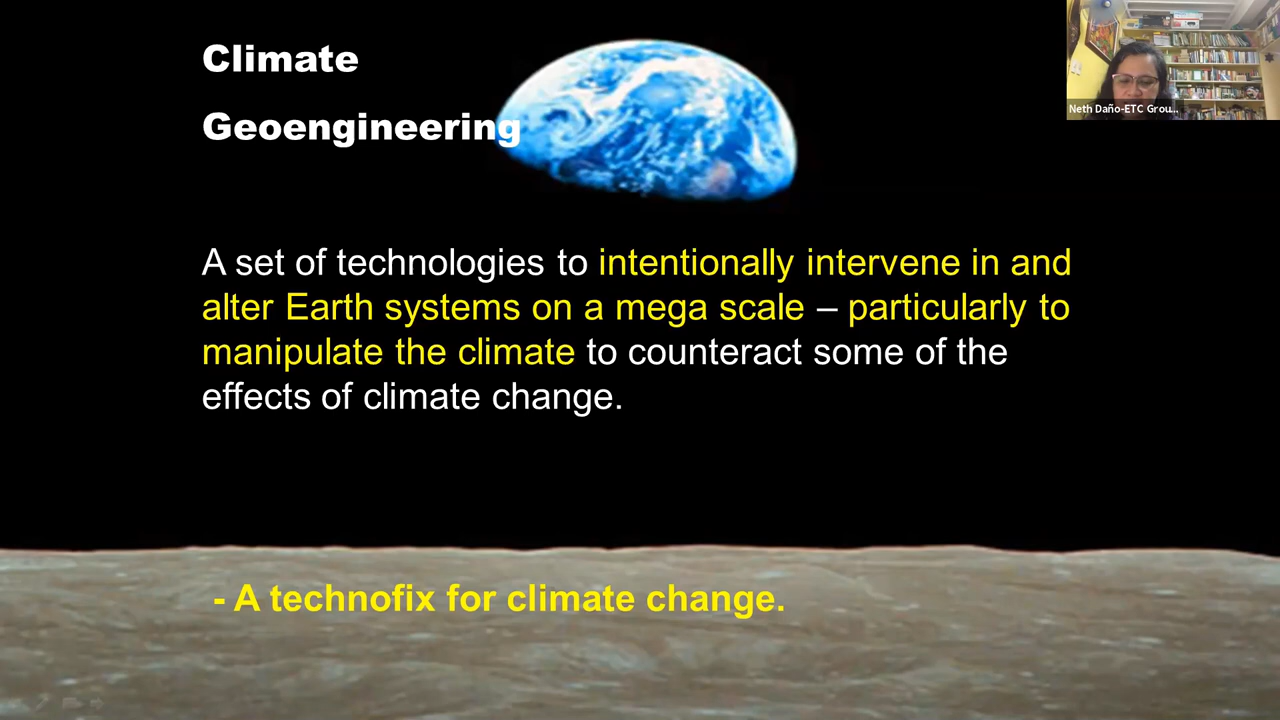 Climate
Geoengineering
Neth Daño-ETC Grou...
A set of technologies to intentionally intervene in and
alter Earth systems on a mega scale – particularly to
manipulate the climate to counteract some of the
effects of climate change.
- A technofix for climate change.